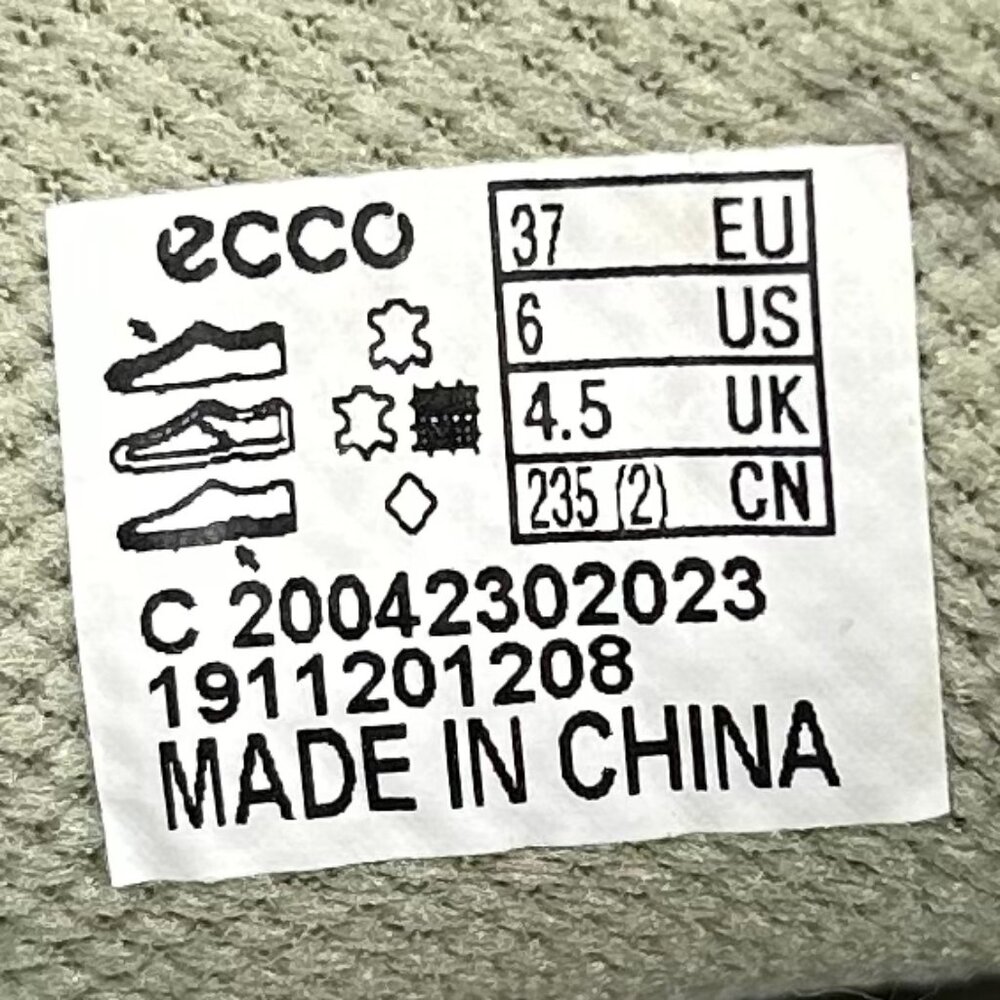 ecco
37 EU
6 US
4.5 UK
235 (2) CN
C 20042302023
1911201208
MADE IN CHINA